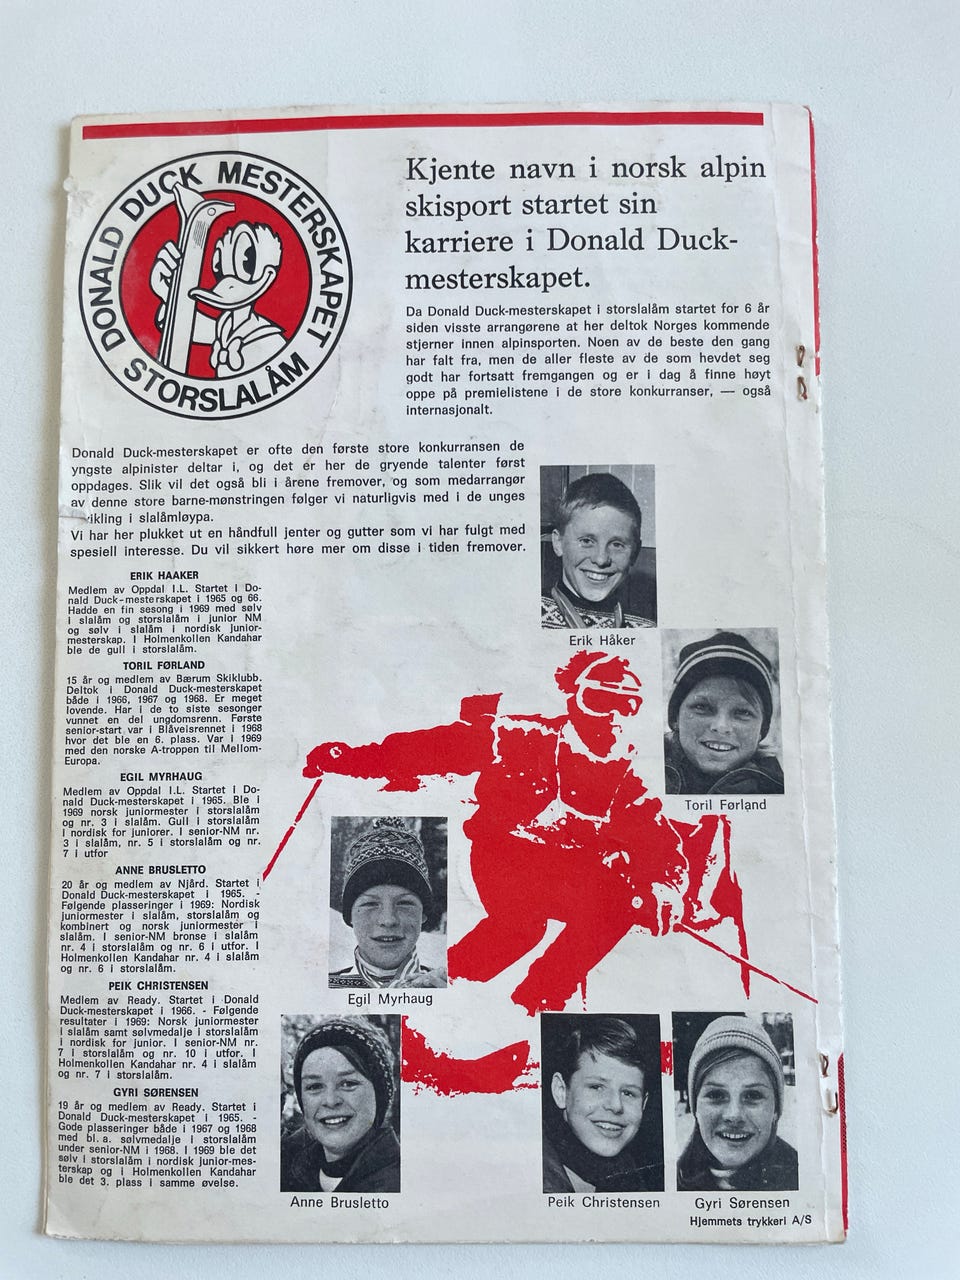 DONALD DUCK MESTERSKAPET
STORSLALÅM
Kjente navn i norsk alpin
skisport startet sin
karriere i Donald Duck-
mesterskapet.
Da Donald Duck-mesterskapet i storslalåm startet for 6 år
siden visste arrangørene at her deltok Norges kommende
stjerner innen alpinsporten. Noen av de beste den gang
har falt fra, men de aller fleste av de som hevdet seg
godt har fortsatt fremgangen og er i dag å finne høyt
oppe på premielistene i de store konkurranser, — også
internasjonalt.
Donald Duck-mesterskapet er ofte den første store konkurransen de
yngste alpinister deltar i, og det er her de gryende talenter først
oppdages. Slik vil det også bli i årene fremover, og som medarrangør
av denne store barne-mønstringen følger vi naturligvis med i de unges
vikling i slalåmløypa.
Vi har her plukket ut en håndfull jenter og gutter som vi har fulgt med
spesiell interesse. Du vil sikkert høre mer om disse i tiden fremover.
ERIK HAAKER
Medlem av Oppdal I.L. Startet i Do-
nald Duck-mesterskapet i 1965 og 66.
Hadde en fin sesong i 1969 med sølv
i slalåm og storslalåm i junior NM
og sølv i slalåm i nordisk junior-
mesterskap. I Holmenkollen Kandahar
ble de gull i storslalåm.
TORIL FØRLAND
15 år og medlem av Bærum Skiklubb.
Deltok i Donald Duck-mesterskapet
både i 1966, 1967 og 1968. Er meget
lovende. Har i de to siste sesonger
vunnet en del ungdomsrenn. Første
senior-start var i Blåveisrennet i 1968
hvor det ble en 6. plass. Var i 1969
med den norske A-troppen til Mellom-
Europa.
EGIL MYRHAUG
Medlem av Oppdal I.L. Startet i Do-
nald Duck-mesterskapet i 1965. Ble i
1969 norsk juniormester i storslalåm
og nr. 3 i slalåm. Gull i storslalåm
i nordisk for juniorer. I senior-NM nr.
3 i slalåm, nr. 5 i storslalåm og nr.
7 i utfor
ANNE BRUSLETTO
20 år og medlem av Njård. Startet i
Donald Duck-mesterskapet i 1965. -
Følgende plasseringer i 1969: Nordisk
juniormester i slalåm, storslalåm og
kombinert og norsk juniormester i
slalåm. I senior-NM bronse i slalåm
nr. 4 i storslalåm og nr. 6 i utfor. I
Holmenkollen Kandahar nr. 4 i slalåm
og nr. 6 i storslalåm.
PEIK CHRISTENSEN
Medlem av Ready. Startet i Donald
Duck-mesterskapet i 1966. - Følgende
resultater i 1969: Norsk juniormester
i slalåm samt sølvmedalje i storslalåm
i nordisk for junior. I senior-NM nr.
7 i storslalåm og nr. 10 i utfor. I
Holmenkollen Kandahar nr. 4 i slalåm
og nr. 7 i storslalåm.
GYRI SØRENSEN
19 år og medlem av Ready. Startet i
Donald Duck-mesterskapet i 1965. -
Gode plasseringer både i 1967 og 1968
med bl. a. sølvmedalje i storslalåm
under senior-NM i 1968. I 1969 ble det
sølv i storslalåm i nordisk junior-mes-
terskap og i Holmenkollen Kandahar
ble det 3. plass i samme øvelse.
Erik Håker
Toril Førland
Egil Myrhaug
Anne Brusletto
Peik Christensen
Gyri Sørensen
Hjemmets trykkeri A/S